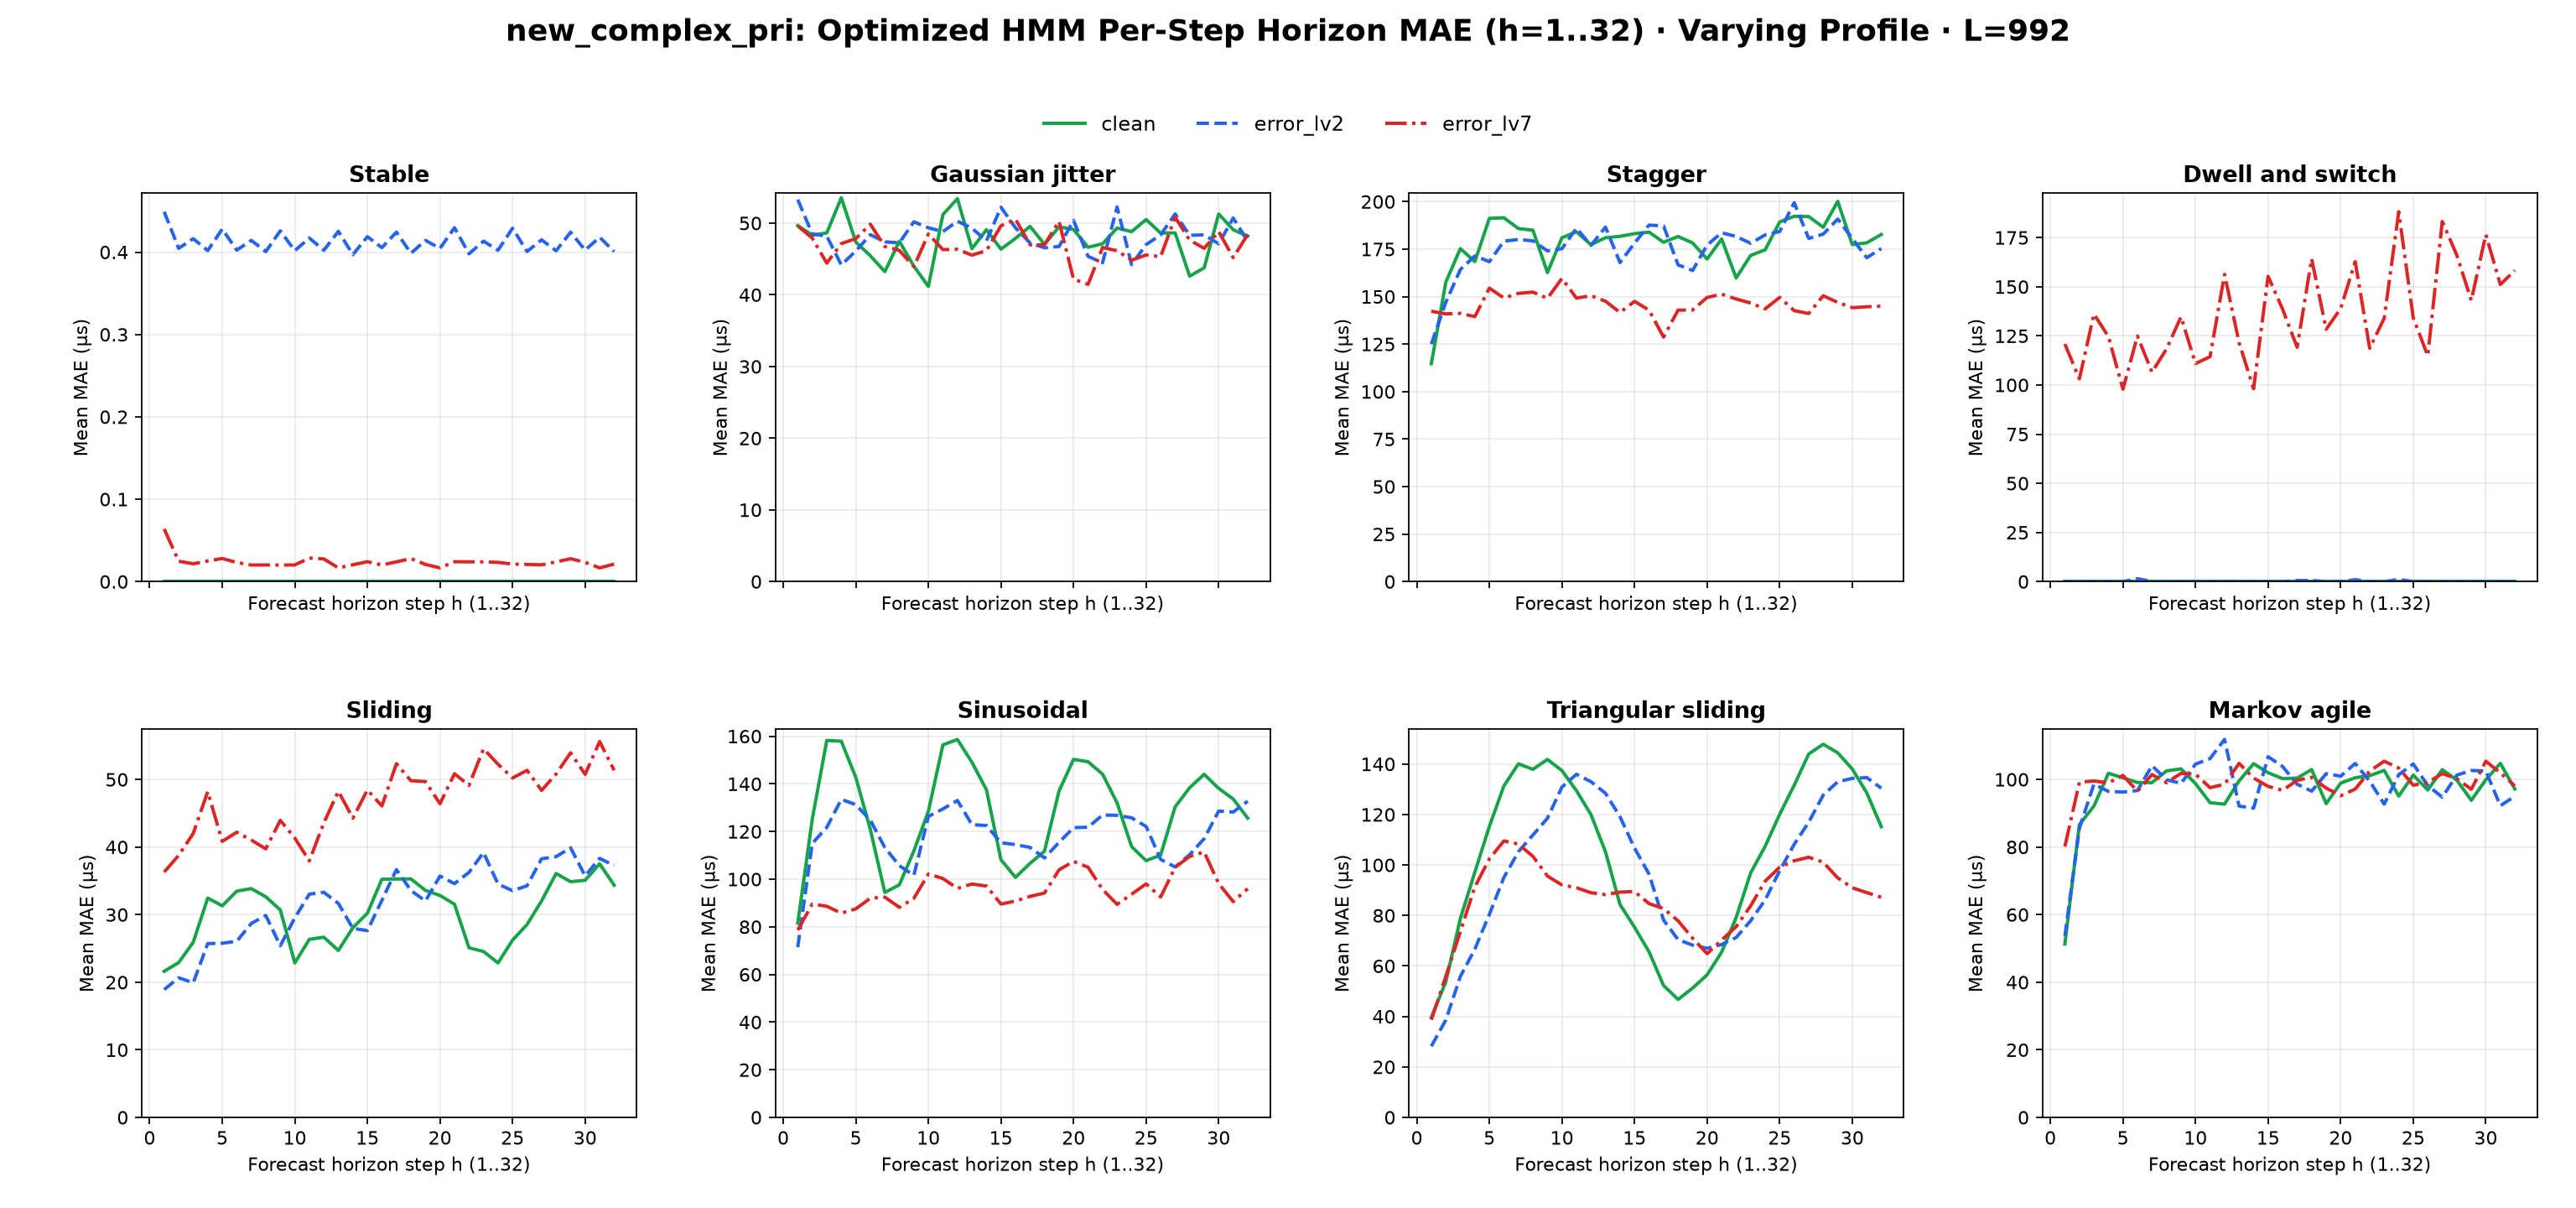 new_complex_pri: Optimized HMM Per-Step Horizon MAE (h=1..32) · Varying Profile · L=992
clean error_lv2 error_lv7
Stable
Mean MAE (μs)
0.4
0.3
0.2
0.1
0.0
Forecast horizon step h (1..32)
Gaussian jitter
Mean MAE (μs)
50
40
30
20
10
0
Forecast horizon step h (1..32)
Stagger
Mean MAE (μs)
200
175
150
125
100
75
50
25
0
Forecast horizon step h (1..32)
Dwell and switch
Mean MAE (μs)
175
150
125
100
75
50
25
0
Forecast horizon step h (1..32)
Sliding
Mean MAE (μs)
50
40
30
20
10
0
0 5 10 15 20 25 30
Forecast horizon step h (1..32)
Sinusoidal
Mean MAE (μs)
160
140
120
100
80
60
40
20
0
0 5 10 15 20 25 30
Forecast horizon step h (1..32)
Triangular sliding
Mean MAE (μs)
140
120
100
80
60
40
20
0
0 5 10 15 20 25 30
Forecast horizon step h (1..32)
Markov agile
Mean MAE (μs)
100
80
60
40
20
0
0 5 10 15 20 25 30
Forecast horizon step h (1..32)